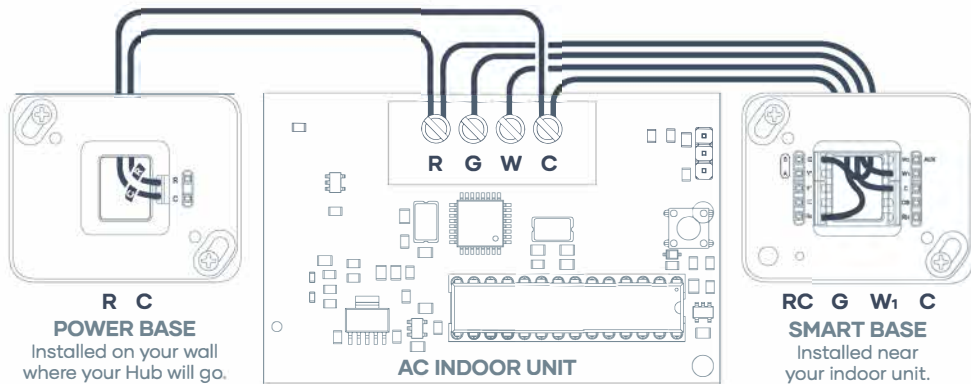 R G W C
AC INDOOR UNIT
R C
POWER BASE
Installed on your wall
where your Hub will go.
AUX
RC G W1 C
SMART BASE
Installed near
your indoor unit.